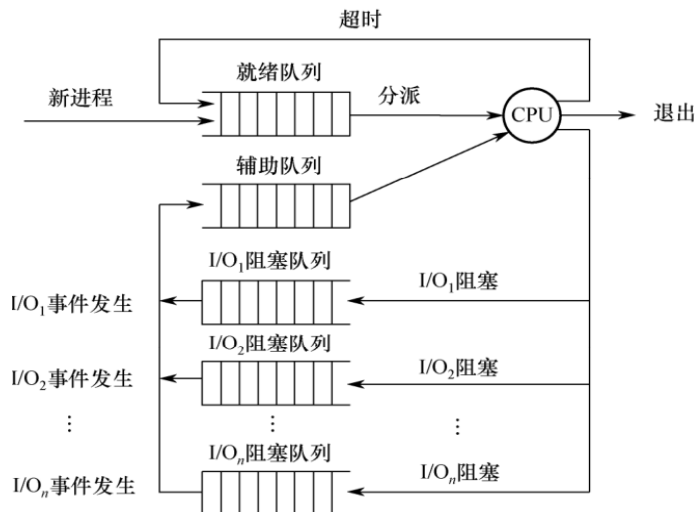 超时
就绪队列
新进程
分派
CPU
退出
辅助队列
I/O₁阻塞队列
I/O₁阻塞
I/O₁事件发生
I/O₂阻塞队列
I/O₂阻塞
I/O₂事件发生
⋮
⋮
⋮
I/Oₙ阻塞队列
I/Oₙ阻塞
I/Oₙ事件发生